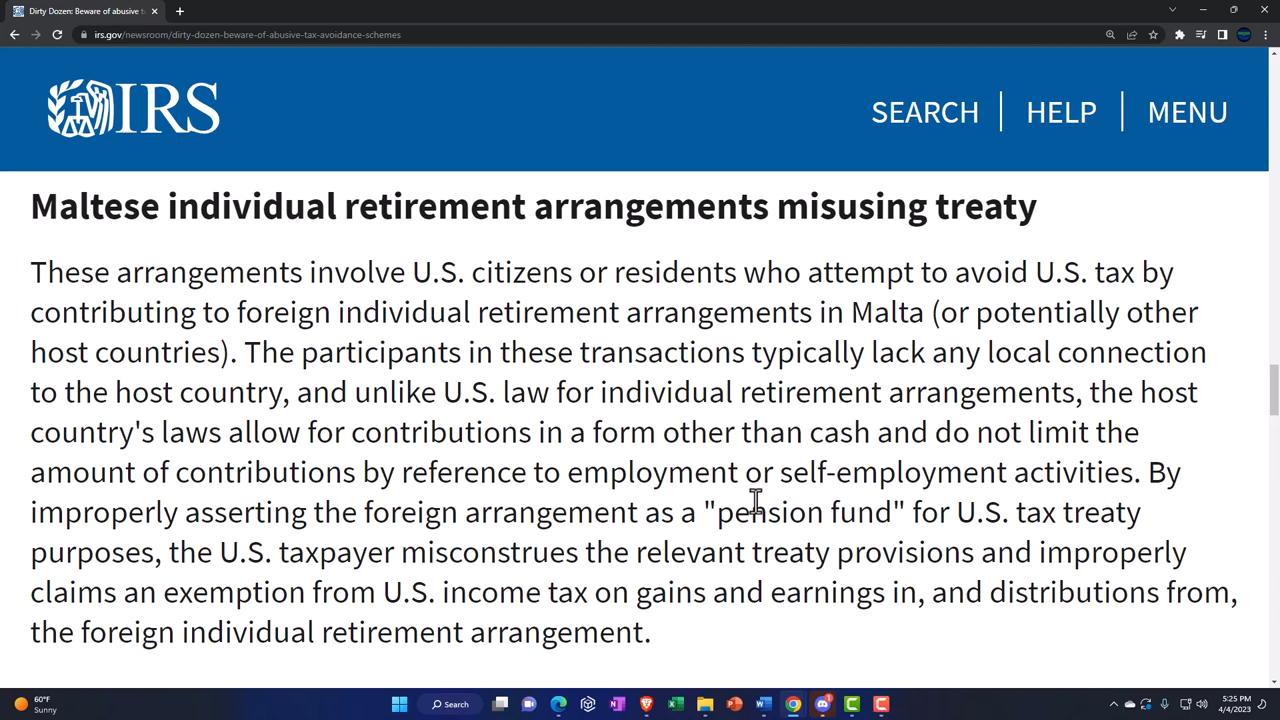 Dirty Dozen: Beware of abusive t
irs.gov/newsroom/dirty-dozen-beware-of-abusive-tax-avoidance-schemes
IRS
SEARCH | HELP | MENU
Maltese individual retirement arrangements misusing treaty
These arrangements involve U.S. citizens or residents who attempt to avoid U.S. tax by
contributing to foreign individual retirement arrangements in Malta (or potentially other
host countries). The participants in these transactions typically lack any local connection
to the host country, and unlike U.S. law for individual retirement arrangements, the host
country's laws allow for contributions in a form other than cash and do not limit the
amount of contributions by reference to employment or self-employment activities. By
improperly asserting the foreign arrangement as a "pension fund" for U.S. tax treaty
purposes, the U.S. taxpayer misconstrues the relevant treaty provisions and improperly
claims an exemption from U.S. income tax on gains and earnings in, and distributions from,
the foreign individual retirement arrangement.
60°F
Sunny
Search
1
5:25 PM
4/4/2023